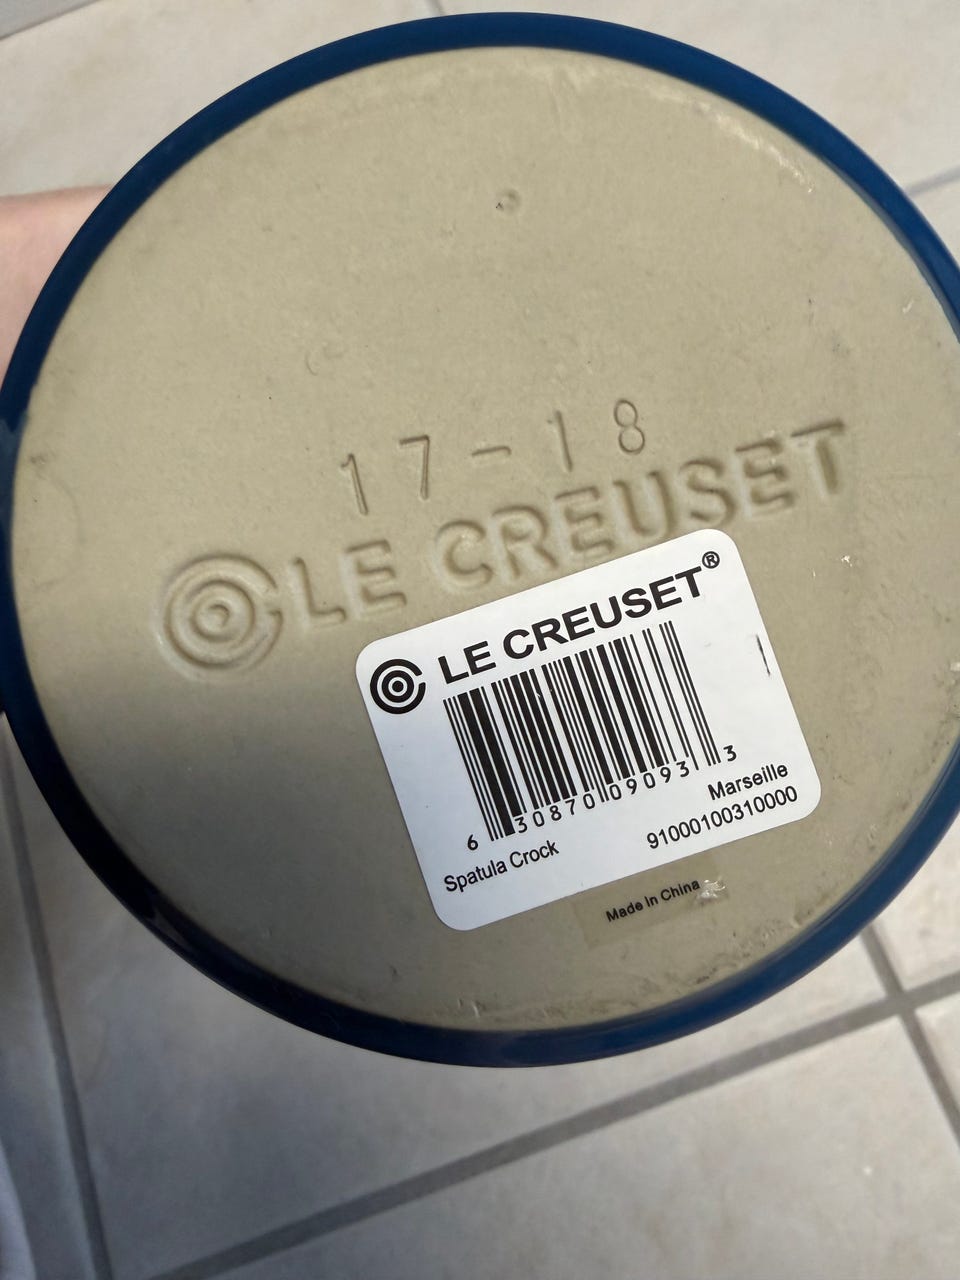 17-18
LE CREUSET
LE CREUSET®
6 30870 09093 3
Marseille
Spatula Crock
91000100310000
Made in China